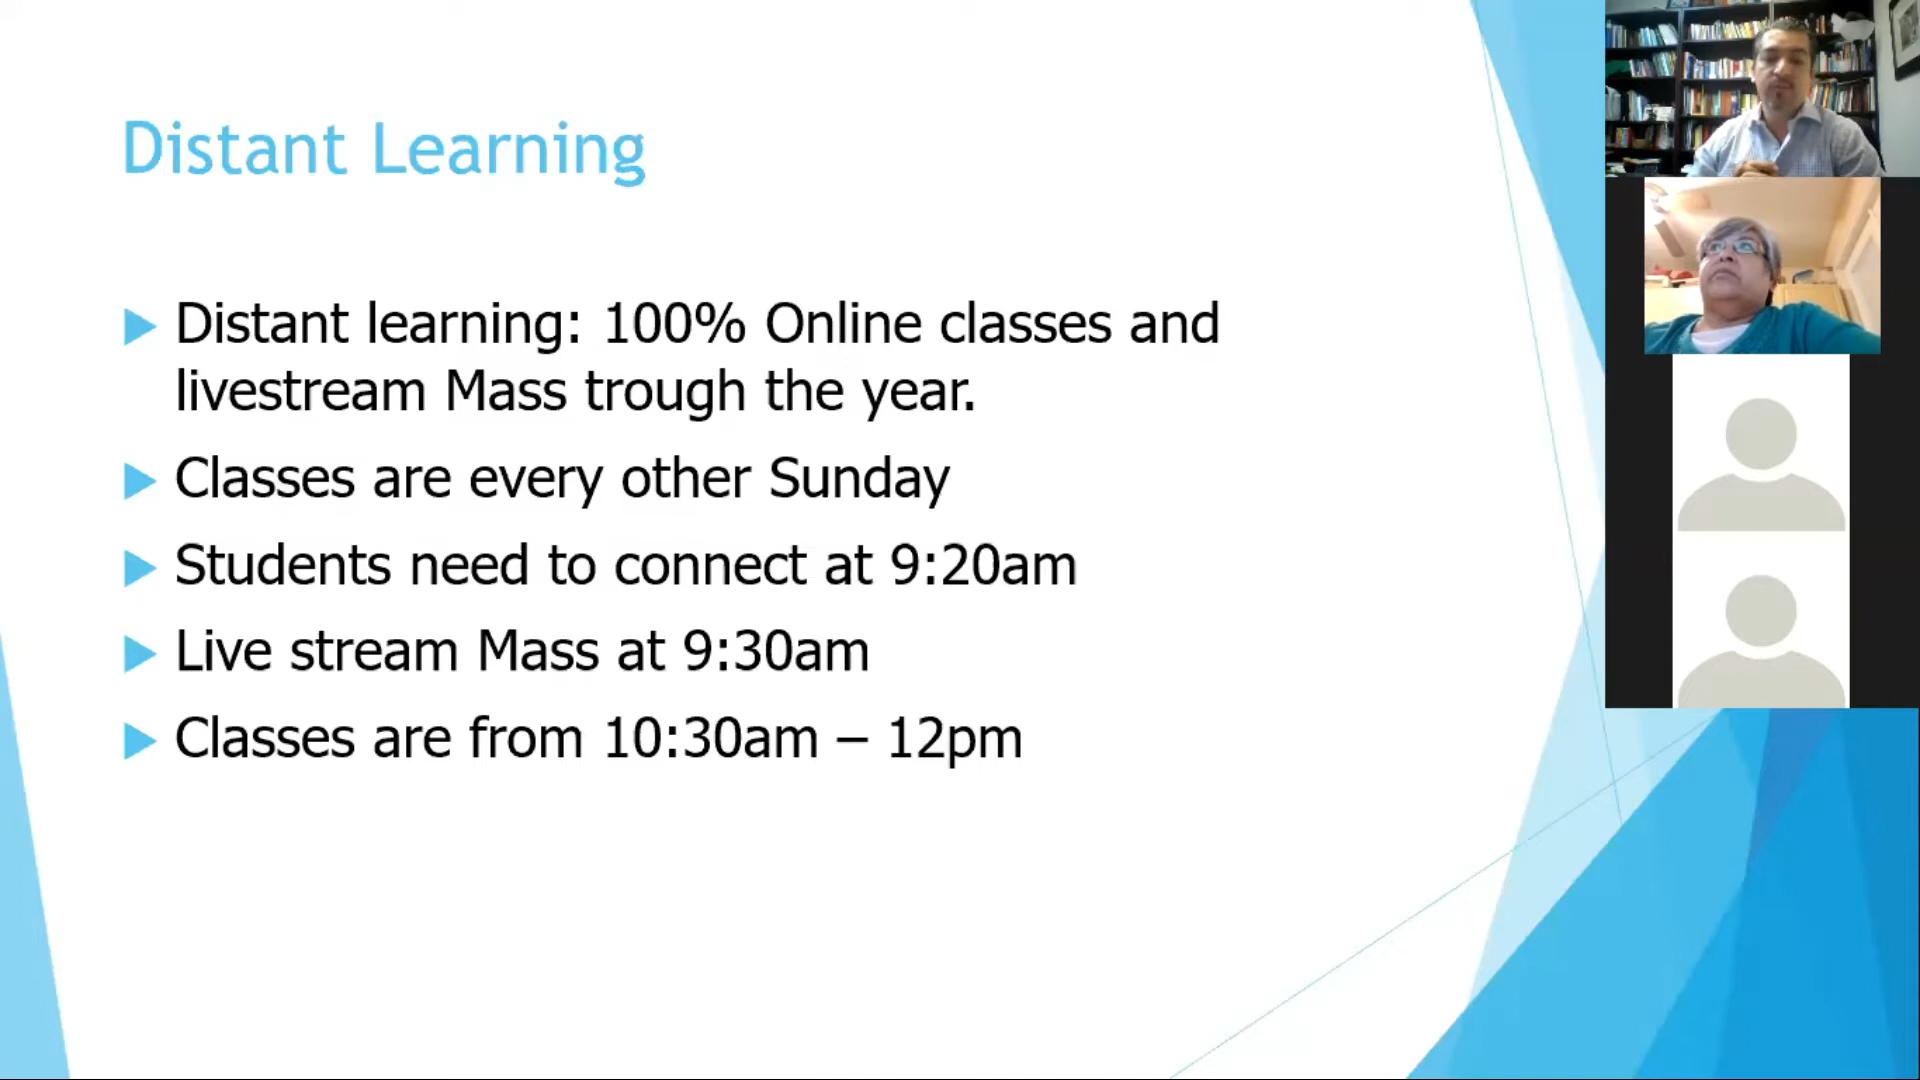 Distant Learning
Distant learning: 100% Online classes and
livestream Mass trough the year.
Classes are every other Sunday
Students need to connect at 9:20am
Live stream Mass at 9:30am
Classes are from 10:30am – 12pm